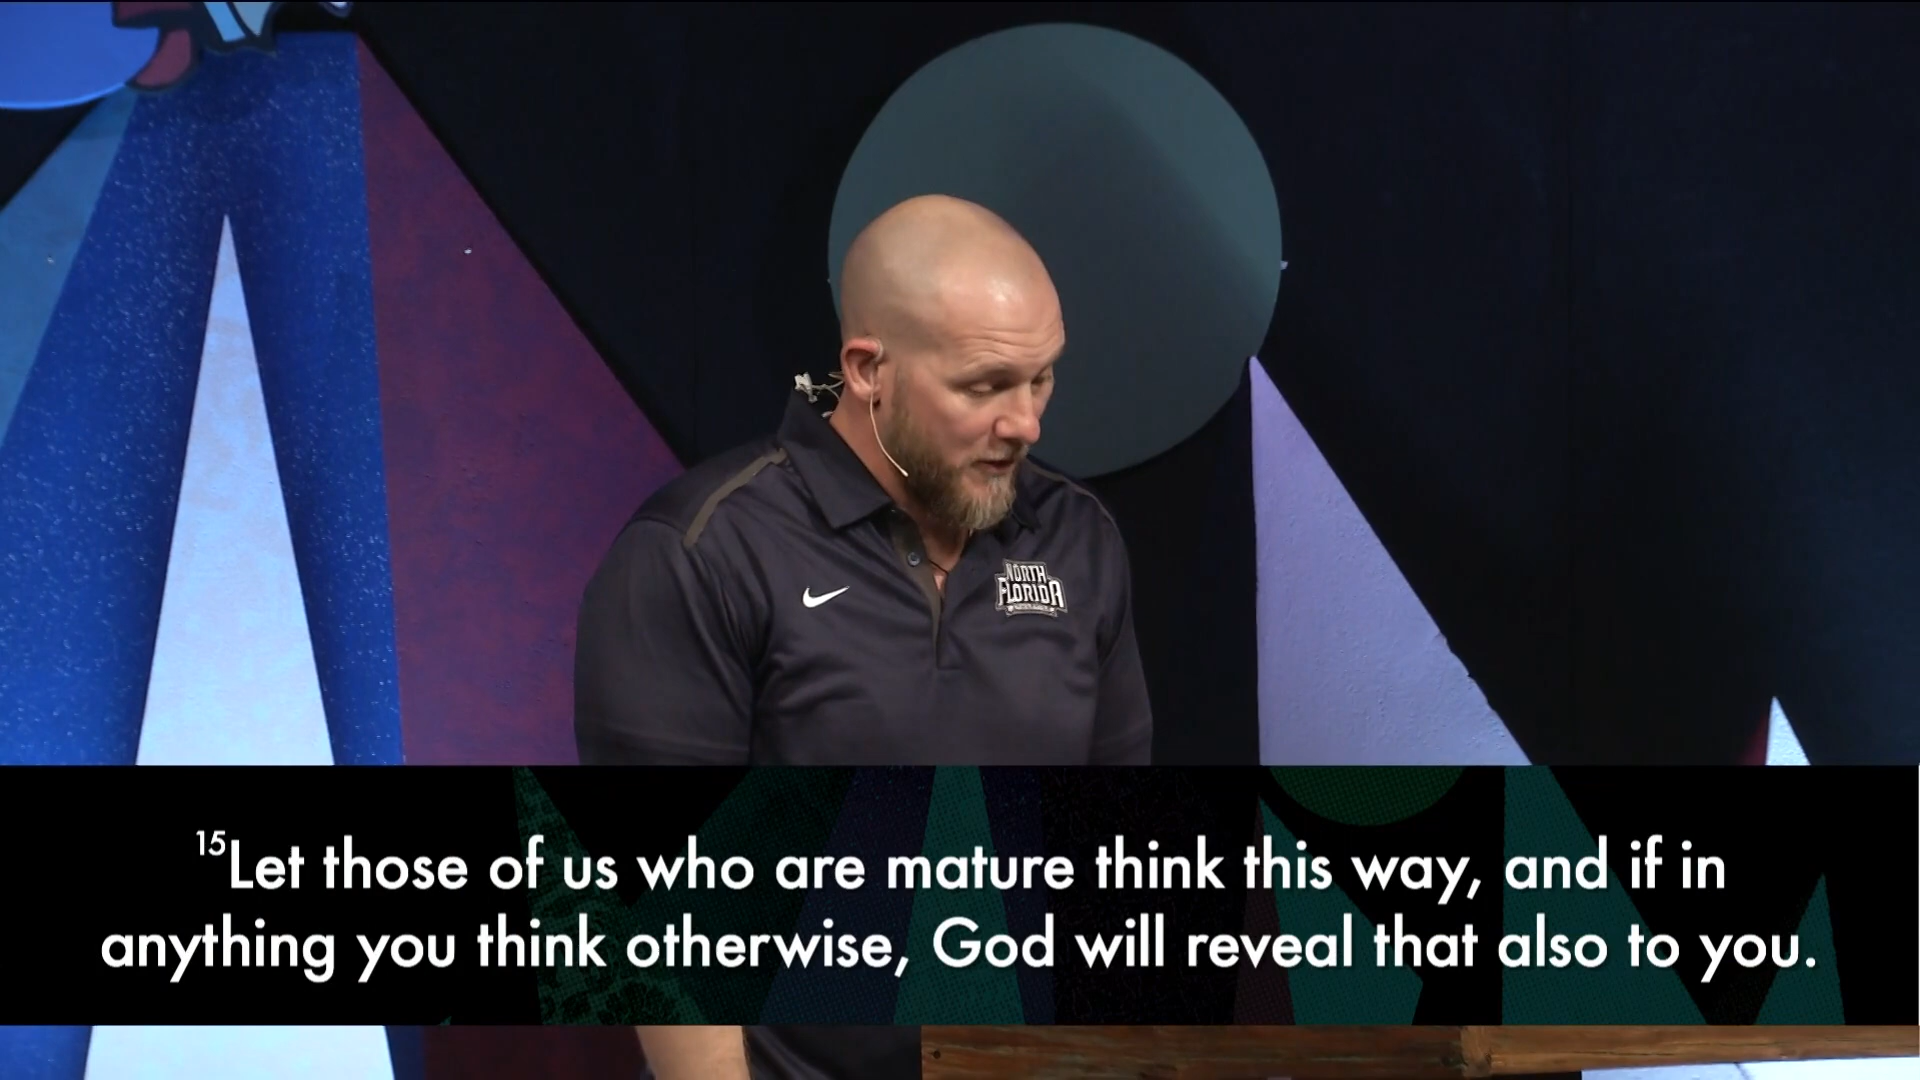 NORTH
FLORIDA
¹⁵Let those of us who are mature think this way, and if in
anything you think otherwise, God will reveal that also to you.